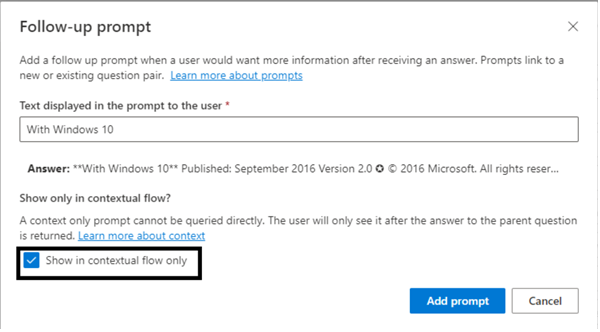 Follow-up prompt
Add a follow up prompt when a user would want more information after receiving an answer. Prompts link to a
new or existing question pair. Learn more about prompts
Text displayed in the prompt to the user *
With Windows 10
Answer: **With Windows 10** Published: September 2016 Version 2.0 ✪ © 2016 Microsoft. All rights reser...
Show only in contextual flow?
A context only prompt cannot be queried directly. The user will only see it after the answer to the parent question
is returned. Learn more about context
Show in contextual flow only
Add prompt Cancel